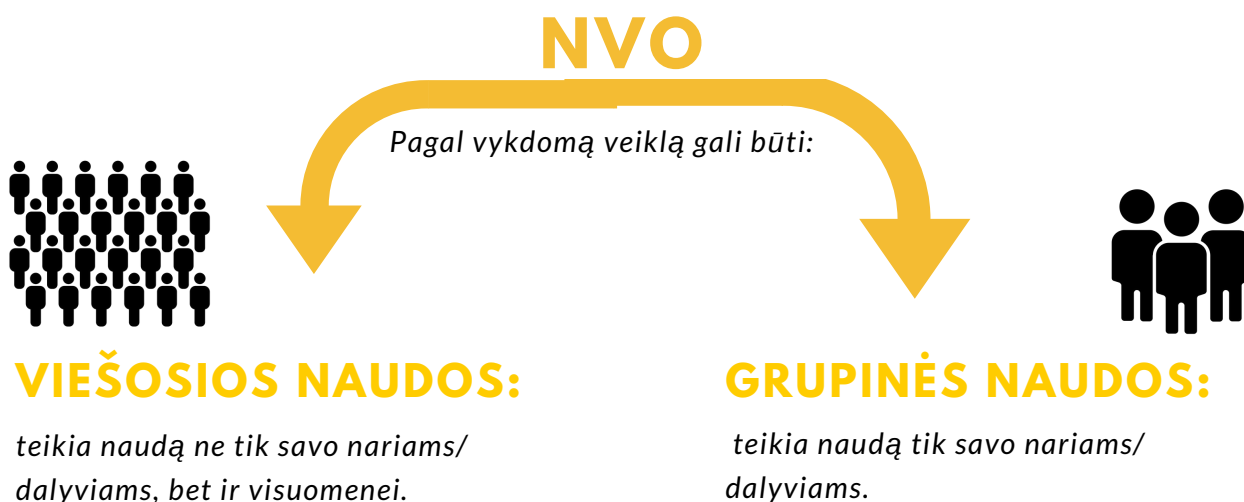 NVO
Pagal vykdomą veiklą gali būti:
VIEŠOSIOS NAUDOS:
teikia naudą ne tik savo nariams/
dalyviams, bet ir visuomenei.
GRUPINĖS NAUDOS:
teikia naudą tik savo nariams/
dalyviams.